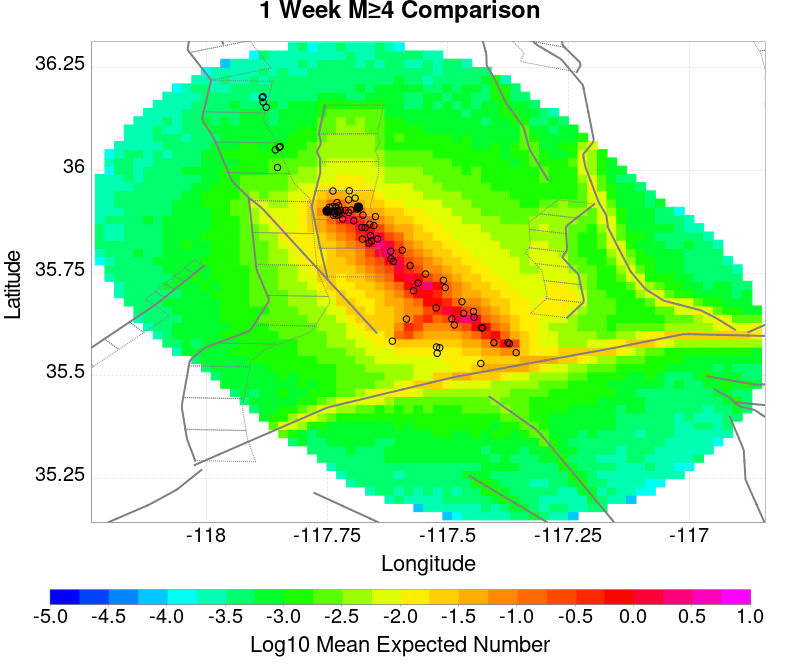 1 Week M≥4 Comparison
36.25
36
35.75
35.5
35.25
Latitude
-118 -117.75 -117.5 -117.25 -117
Longitude
-5.0 -4.5 -4.0 -3.5 -3.0 -2.5 -2.0 -1.5 -1.0 -0.5 0.0 0.5 1.0
Log10 Mean Expected Number